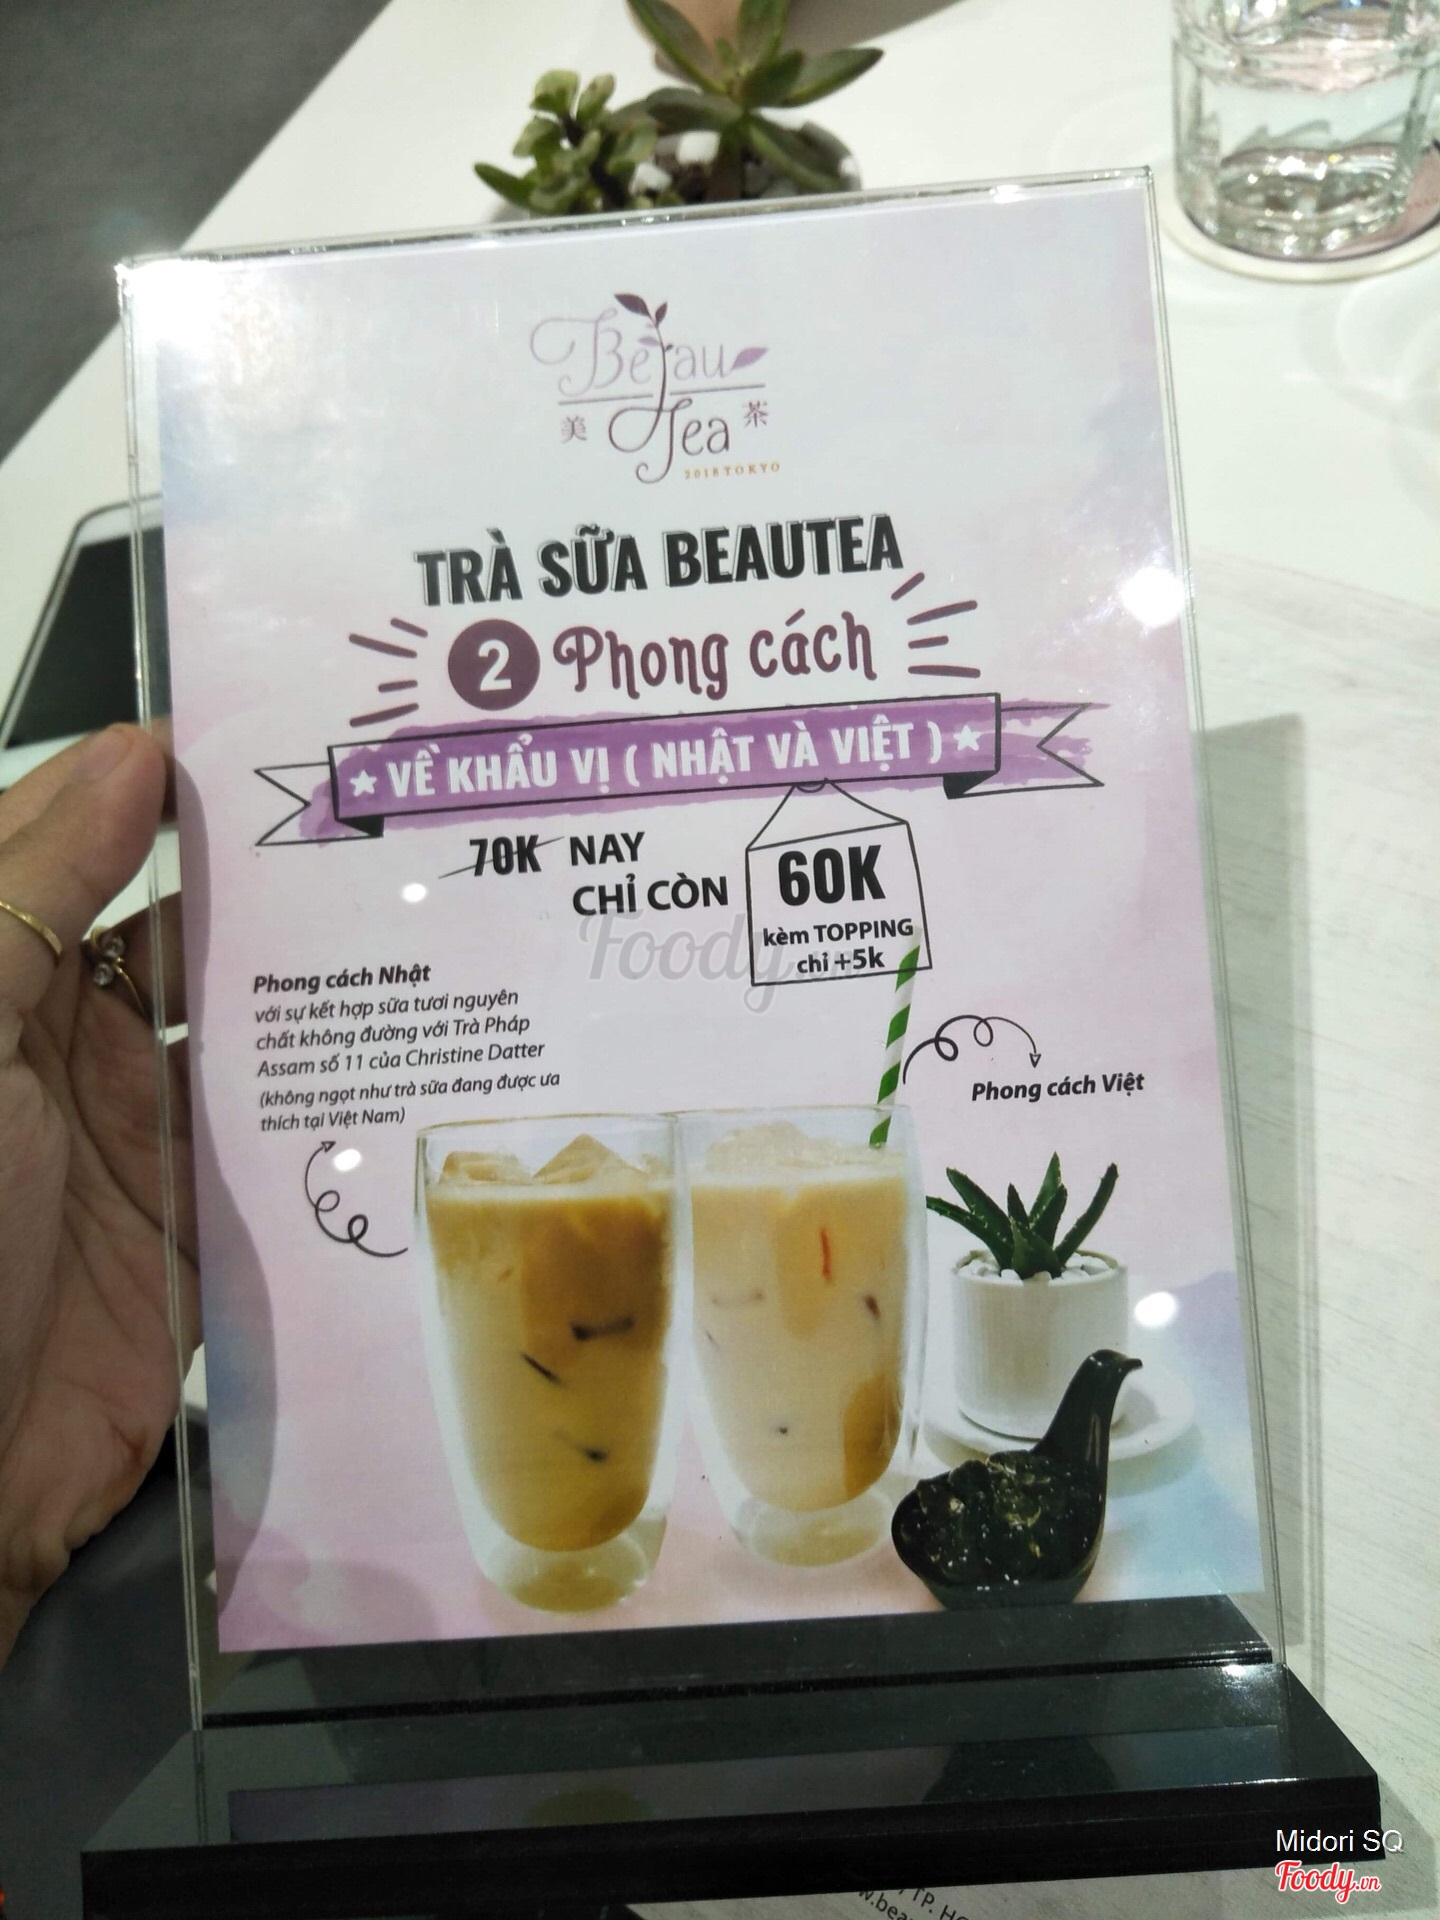 Beau
美 Tea 茶
2018 TOKYO
TRÀ SỮA BEAUTEA
2 Phong cách
VỀ KHẨU VỊ ( NHẬT VÀ VIỆT )
70K NAY
CHỈ CÒN
60K
kèm TOPPING
chỉ +5k
Foody
Phong cách Nhật
với sự kết hợp sữa tươi nguyên
chất không đường với Trà Pháp
Assam số 11 của Christine Datter
(không ngọt như trà sữa đang được ưa
thích tại Việt Nam)
Phong cách Việt
Midori SQ
Foody.vn